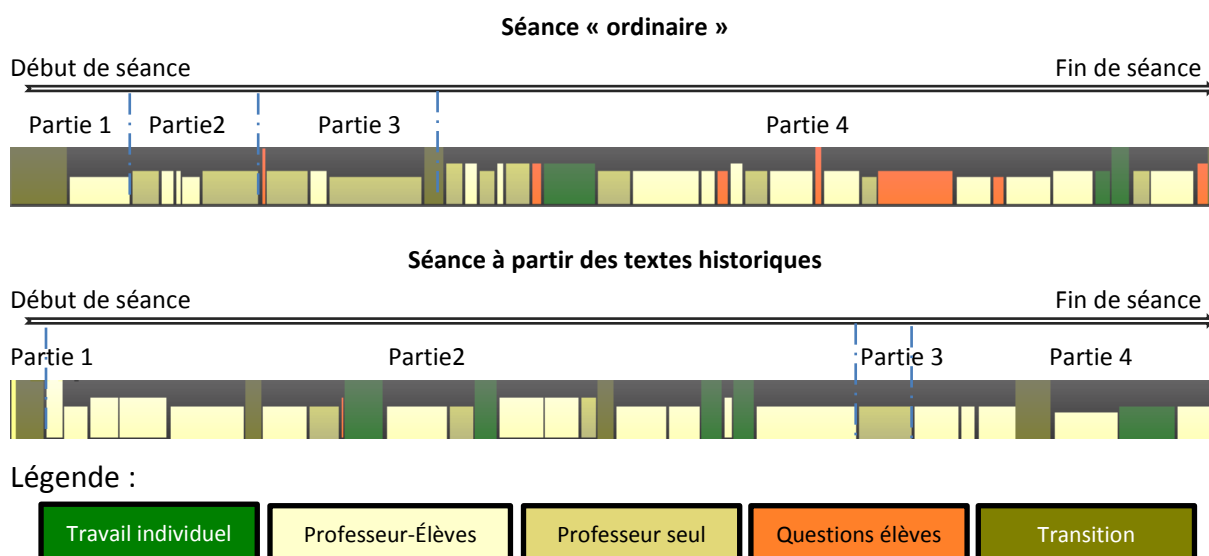 Séance « ordinaire »
Début de séance Fin de séance
Partie 1 Partie2 Partie 3 Partie 4
Séance à partir des textes historiques
Début de séance Fin de séance
Partie 1 Partie2 Partie 3 Partie 4
Légende :
Travail individuel Professeur-Élèves Professeur seul Questions élèves Transition